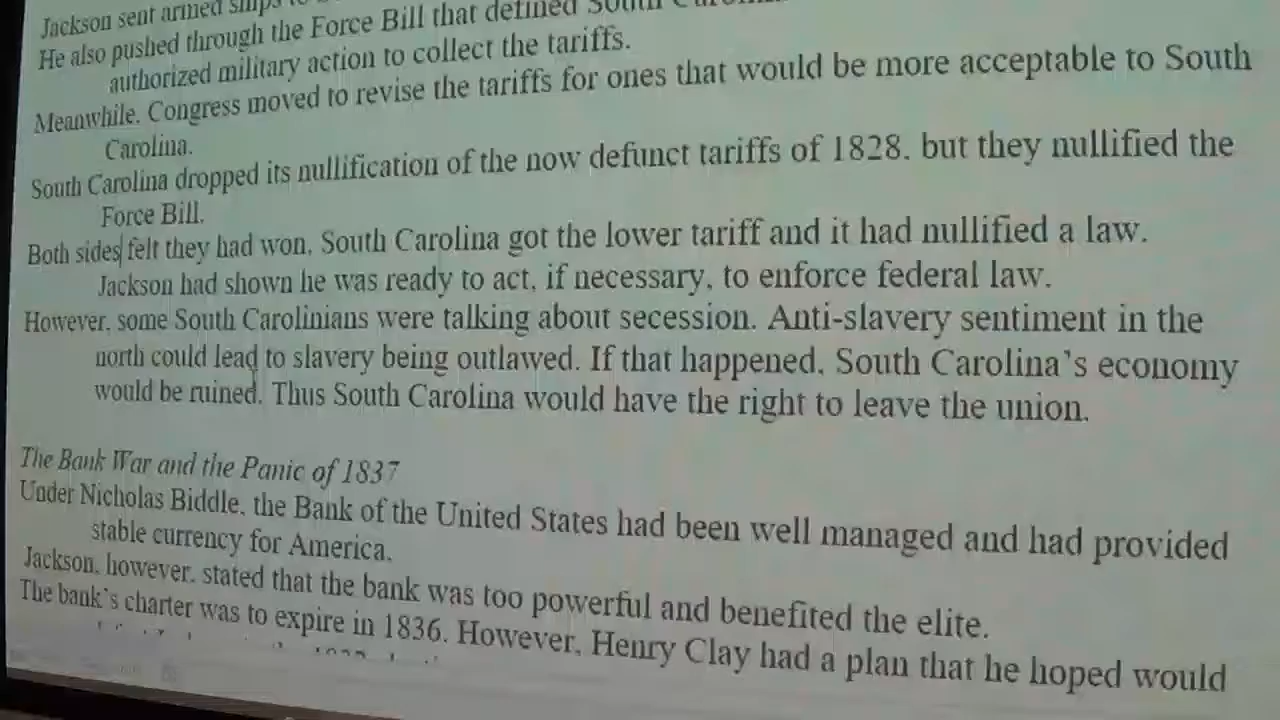 Jackson sent armed ships to
He also pushed through the Force Bill that defined South
authorized military action to collect the tariffs.
Meanwhile, Congress moved to revise the tariffs for ones that would be more acceptable to South
Carolina.
South Carolina dropped its nullification of the now defunct tariffs of 1828, but they nullified the
Force Bill.
Both sides felt they had won, South Carolina got the lower tariff and it had nullified a law.
Jackson had shown he was ready to act, if necessary, to enforce federal law.
However, some South Carolinians were talking about secession. Anti-slavery sentiment in the
north could lead to slavery being outlawed. If that happened, South Carolina's economy
would be ruined. Thus South Carolina would have the right to leave the union.
The Bank War and the Panic of 1837
Under Nicholas Biddle, the Bank of the United States had been well managed and had provided
stable currency for America.
Jackson, however, stated that the bank was too powerful and benefited the elite.
The bank's charter was to expire in 1836. However, Henry Clay had a plan that he hoped would